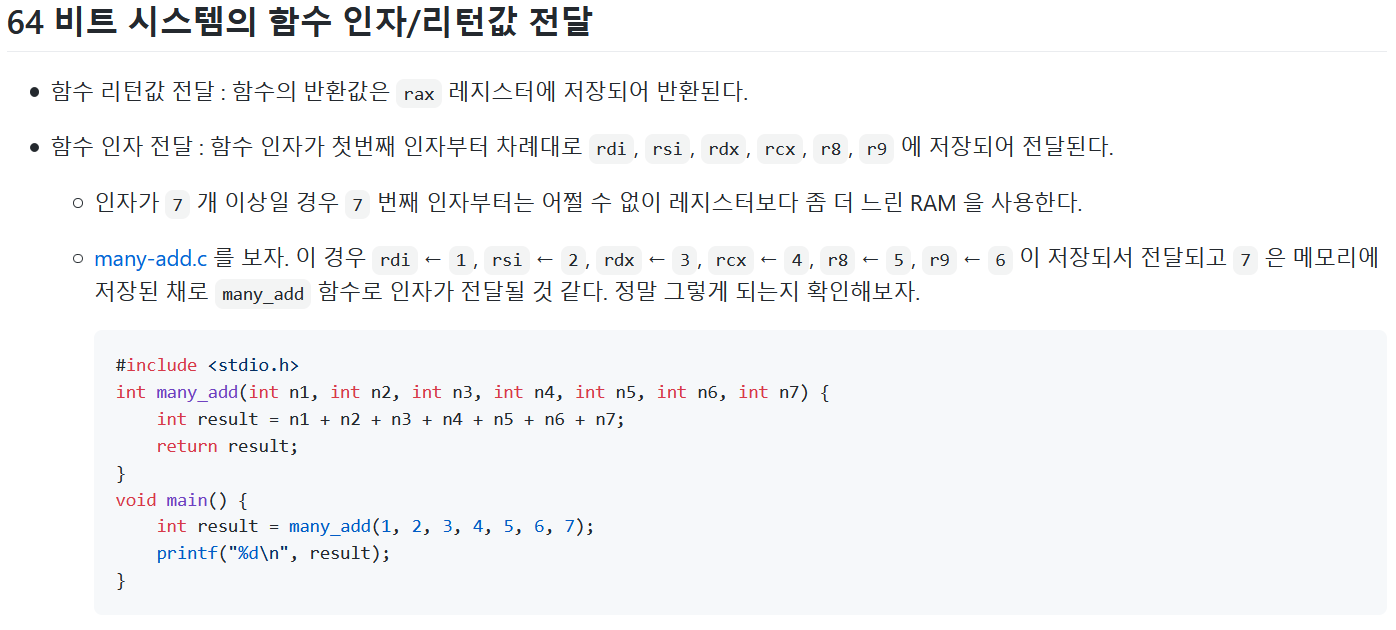 64 비트 시스템의 함수 인자/리턴값 전달
함수 리턴값 전달 : 함수의 반환값은 rax 레지스터에 저장되어 반환된다.
함수 인자 전달 : 함수 인자가 첫번째 인자부터 차례대로 rdi, rsi, rdx, rcx, r8, r9 에 저장되어 전달된다.
인자가 7 개 이상일 경우 7 번째 인자부터는 어쩔 수 없이 레지스터보다 좀 더 느린 RAM 을 사용한다.
many-add.c 를 보자. 이 경우 rdi ← 1, rsi ← 2, rdx ← 3, rcx ← 4, r8 ← 5, r9 ← 6 이 저장되서 전달되고 7 은 메모리에
저장된 채로 many_add 함수로 인자가 전달될 것 같다. 정말 그렇게 되는지 확인해보자.
#include <stdio.h>
int many_add(int n1, int n2, int n3, int n4, int n5, int n6, int n7) {
    int result = n1 + n2 + n3 + n4 + n5 + n6 + n7;
    return result;
}
void main() {
    int result = many_add(1, 2, 3, 4, 5, 6, 7);
    printf("%d\n", result);
}